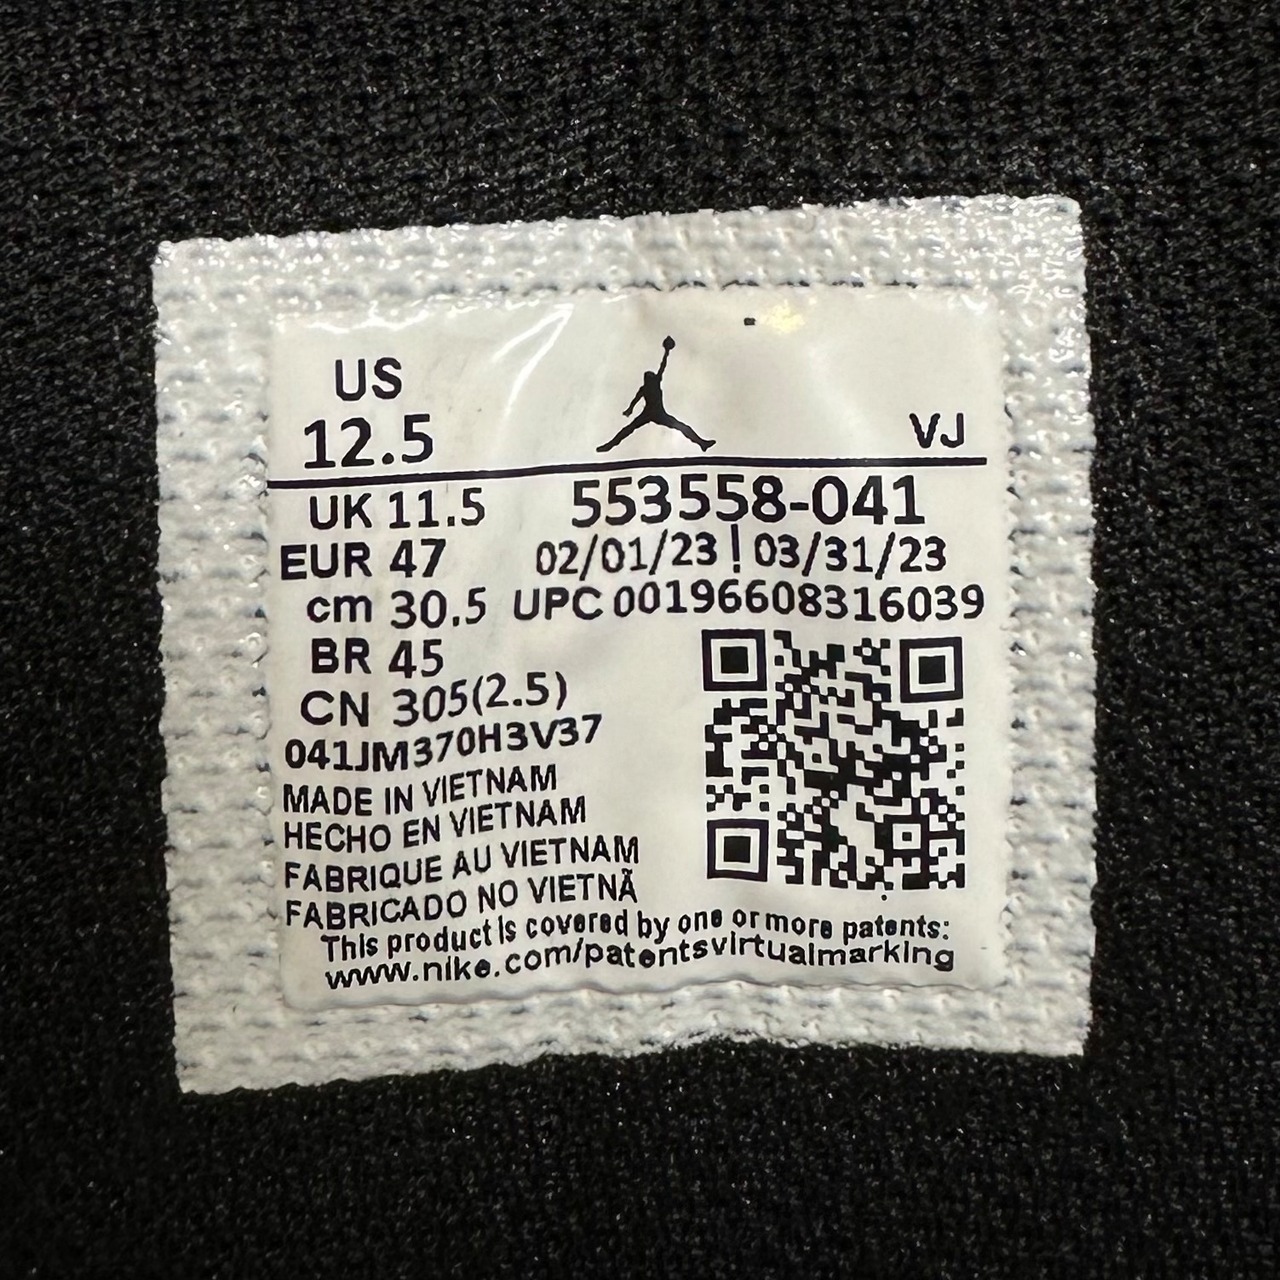 US
12.5
VJ
UK 11.5
553558-041
EUR 47
02/01/23 | 03/31/23
cm 30.5
UPC 00196608316039
BR 45
CN 305(2.5)
041JM370H3V37
MADE IN VIETNAM
HECHO EN VIETNAM
FABRIQUE AU VIETNAM
FABRICADO NO VIETNÃ
This product is covered by one or more patents:
www.nike.com/patentsvirtualmarking